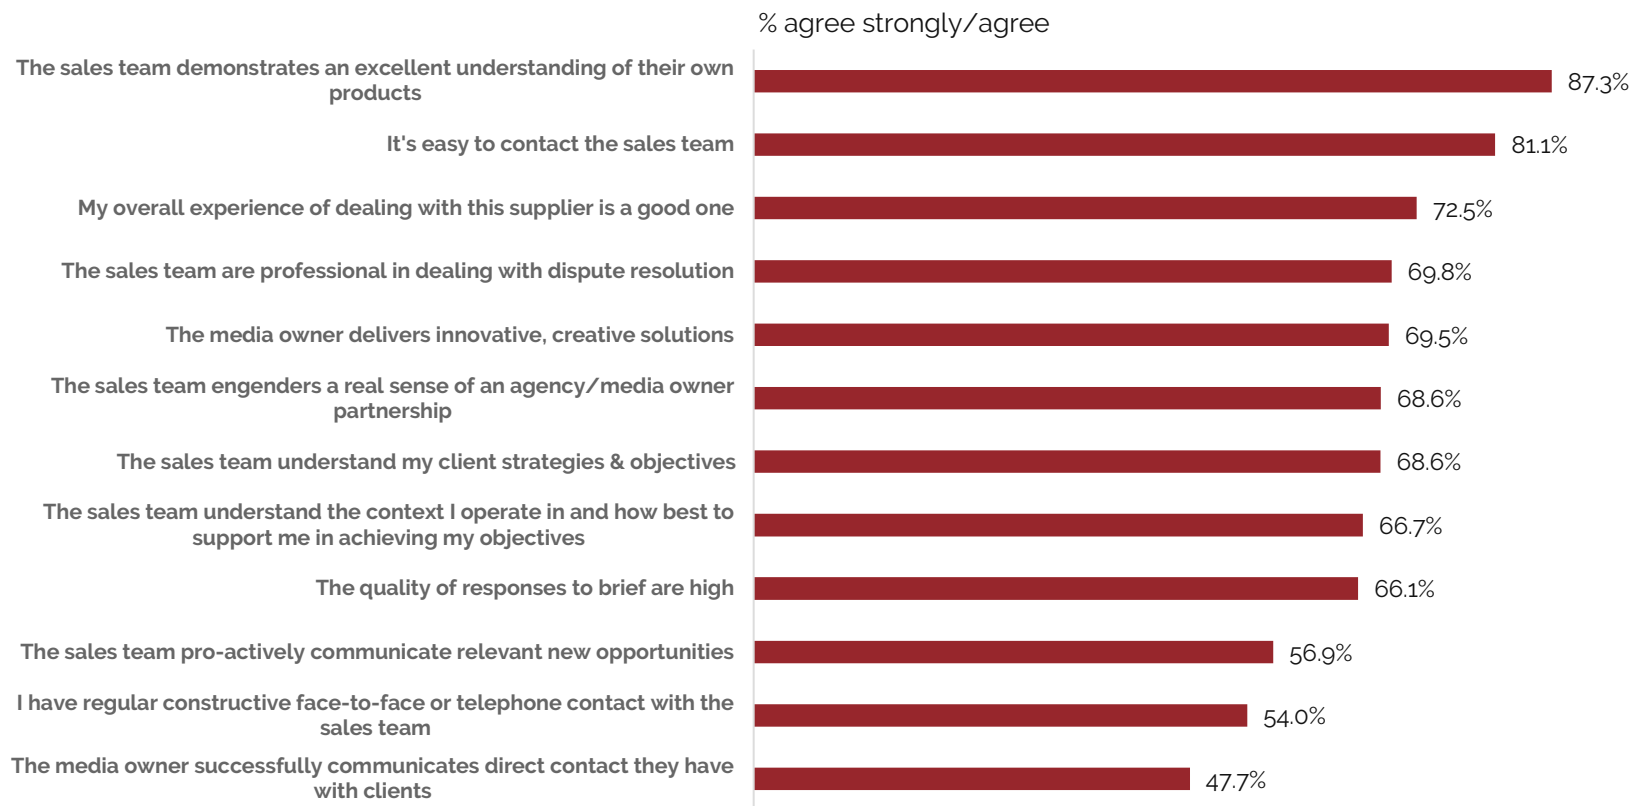 % agree strongly/agree
The sales team demonstrates an excellent understanding of their own
products
87.3%
It's easy to contact the sales team
81.1%
My overall experience of dealing with this supplier is a good one
72.5%
The sales team are professional in dealing with dispute resolution
69.8%
The media owner delivers innovative, creative solutions
69.5%
The sales team engenders a real sense of an agency/media owner
partnership
68.6%
The sales team understand my client strategies & objectives
68.6%
The sales team understand the context I operate in and how best to
support me in achieving my objectives
66.7%
The quality of responses to brief are high
66.1%
The sales team pro-actively communicate relevant new opportunities
56.9%
I have regular constructive face-to-face or telephone contact with the
sales team
54.0%
The media owner successfully communicates direct contact they have
with clients
47.7%